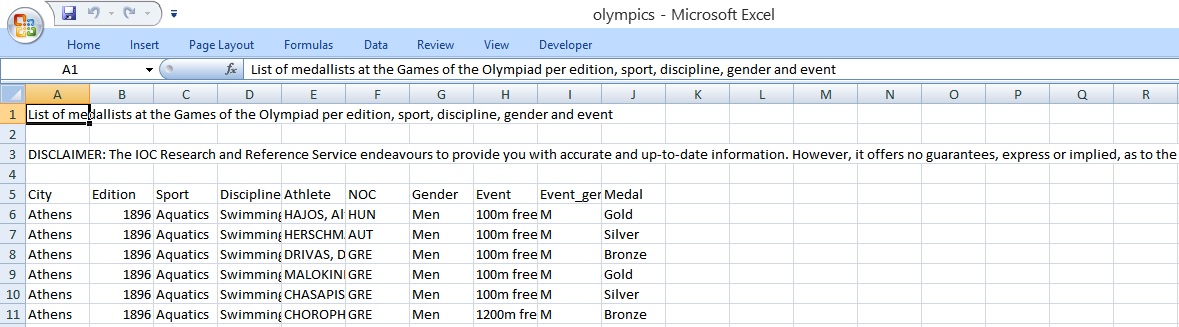 olympics - Microsoft Excel
Home Insert Page Layout Formulas Data Review View Developer
A1 fx List of medallists at the Games of the Olympiad per edition, sport, discipline, gender and event
A B C D E F G H I J K L M N O P Q R
1 List of medallists at the Games of the Olympiad per edition, sport, discipline, gender and event
2
3 DISCLAIMER: The IOC Research and Reference Service endeavours to provide you with accurate and up-to-date information. However, it offers no guarantees, express or implied, as to the
4
5 City Edition Sport Discipline Athlete NOC Gender Event Event_ger Medal
6 Athens 1896 Aquatics Swimming HAJOS, Al HUN Men 100m free M Gold
7 Athens 1896 Aquatics Swimming HERSCHM AUT Men 100m free M Silver
8 Athens 1896 Aquatics Swimming DRIVAS, D GRE Men 100m free M Bronze
9 Athens 1896 Aquatics Swimming MALOKINI GRE Men 100m free M Gold
10 Athens 1896 Aquatics Swimming CHASAPIS GRE Men 100m free M Silver
11 Athens 1896 Aquatics Swimming CHOROPH GRE Men 1200m fre M Bronze